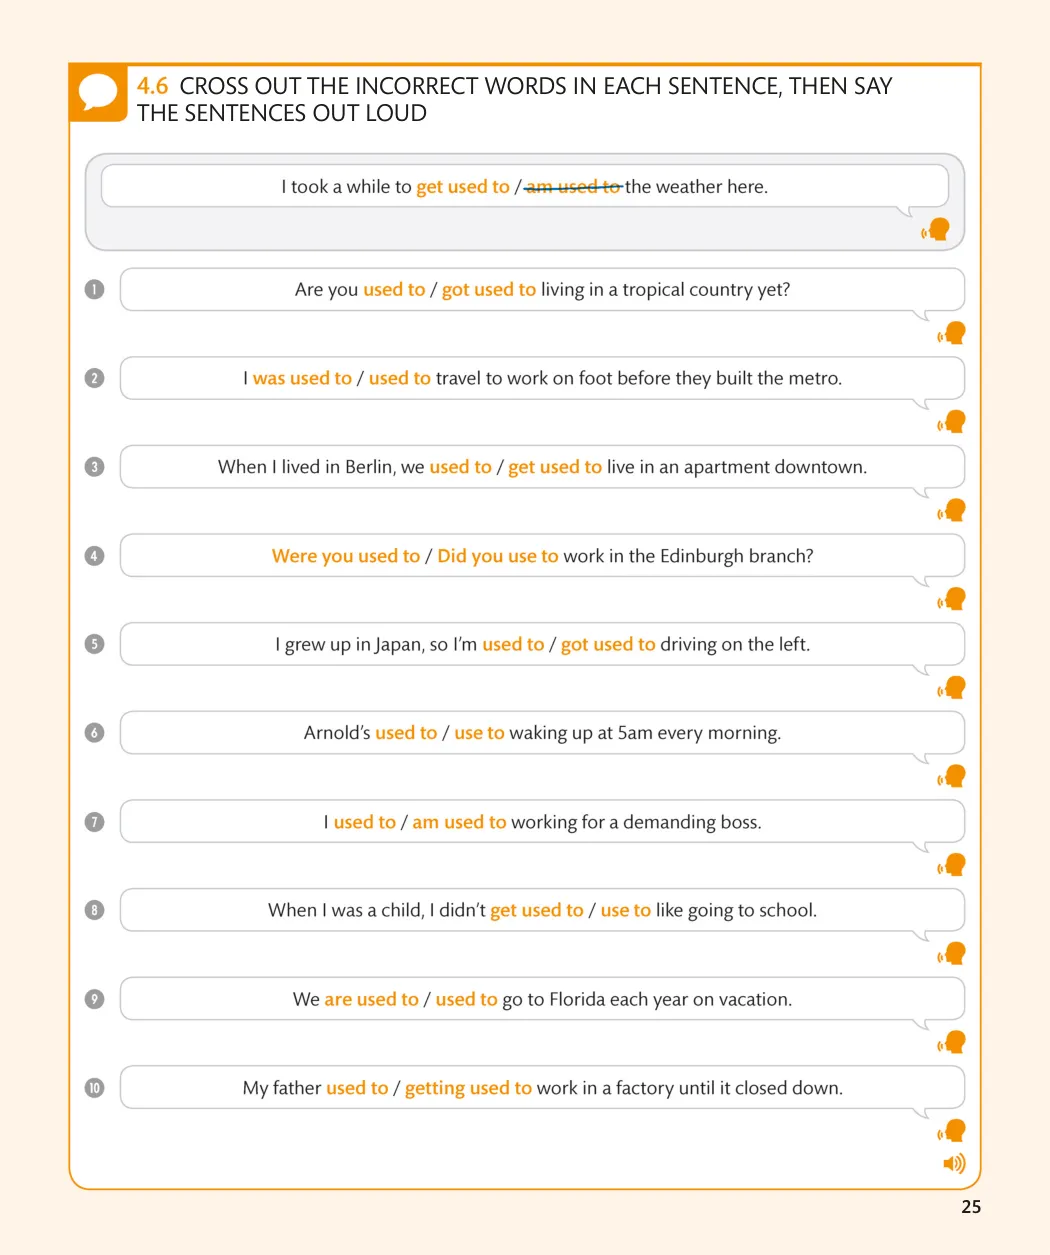 4.6 CROSS OUT THE INCORRECT WORDS IN EACH SENTENCE, THEN SAY
THE SENTENCES OUT LOUD
I took a while to get used to / am used to the weather here.
1 Are you used to / got used to living in a tropical country yet?
2 I was used to / used to travel to work on foot before they built the metro.
3 When I lived in Berlin, we used to / get used to live in an apartment downtown.
4 Were you used to / Did you use to work in the Edinburgh branch?
5 I grew up in Japan, so I’m used to / got used to driving on the left.
6 Arnold’s used to / use to waking up at 5am every morning.
7 I used to / am used to working for a demanding boss.
8 When I was a child, I didn’t get used to / use to like going to school.
9 We are used to / used to go to Florida each year on vacation.
10 My father used to / getting used to work in a factory until it closed down.
25